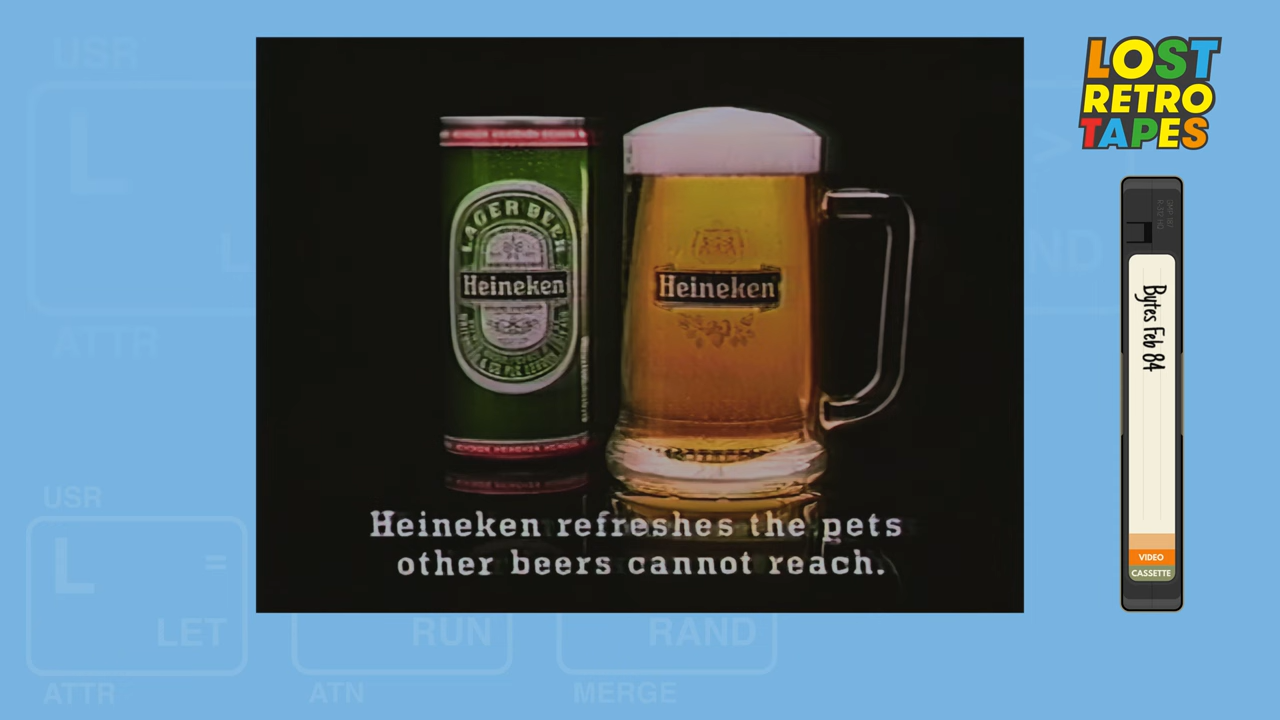 USR
L
L
ATTR
LOST
RETRO
TAPES
>
ND
LAGER BEER
Heineken
Heineken
Bytes Feb 84
VIDEO
CASSETTE
Heineken refreshes the pets
other beers cannot reach.
USR
L
=
LET
ATTR
RUN
ATN
RAND
MERGE